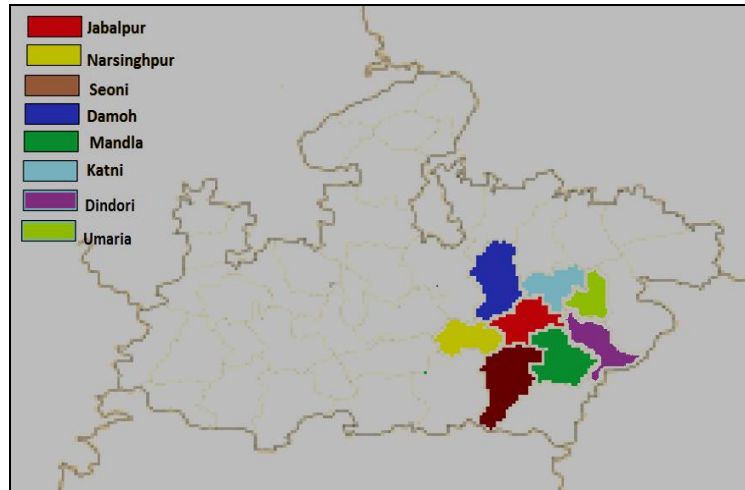 Jabalpur
Narsinghpur
Seoni
Damoh
Mandla
Katni
Dindori
Umaria